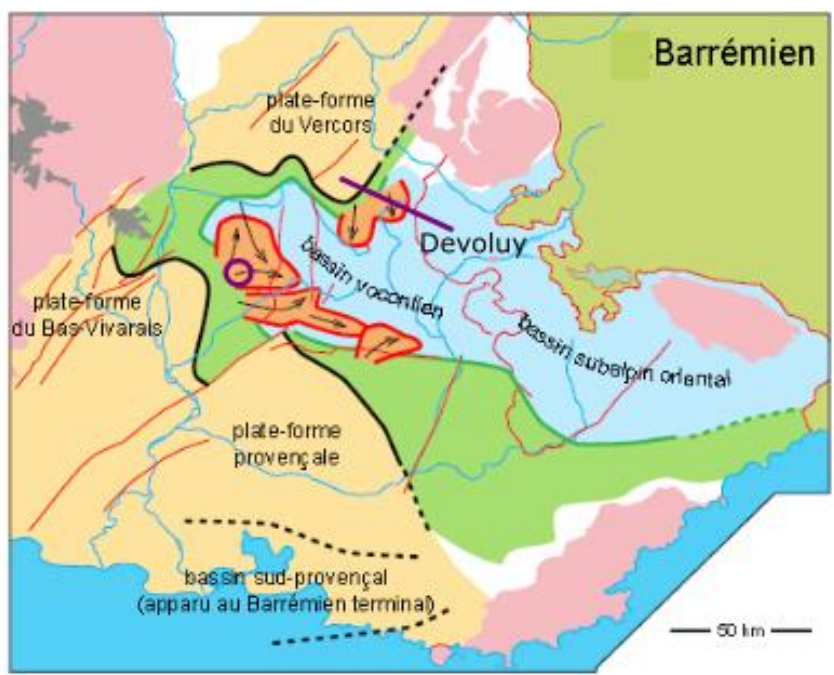 Barrémien
plate-forme
du Vercors
Devoluy
bassin vocontien
plate-forme
du Bas-Vivarais
bassin subalpin oriental
plate-forme
provençale
bassin sud-provençal
(apparu au Barrémien terminal)
50 km